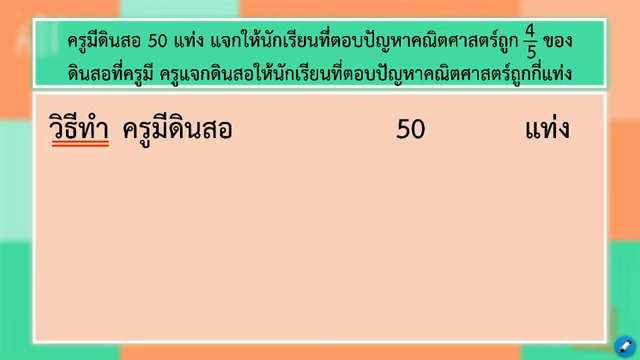 ครูมีดินสอ 50 แท่ง แจกให้นักเรียนที่ตอบปัญหาคณิตศาสตร์ถูก 4/5 ของ
ดินสอที่ครูมี ครูแจกดินสอให้นักเรียนที่ตอบปัญหาคณิตศาสตร์ถูกกี่แท่ง
วิธีทำ ครูมีดินสอ 50 แท่ง